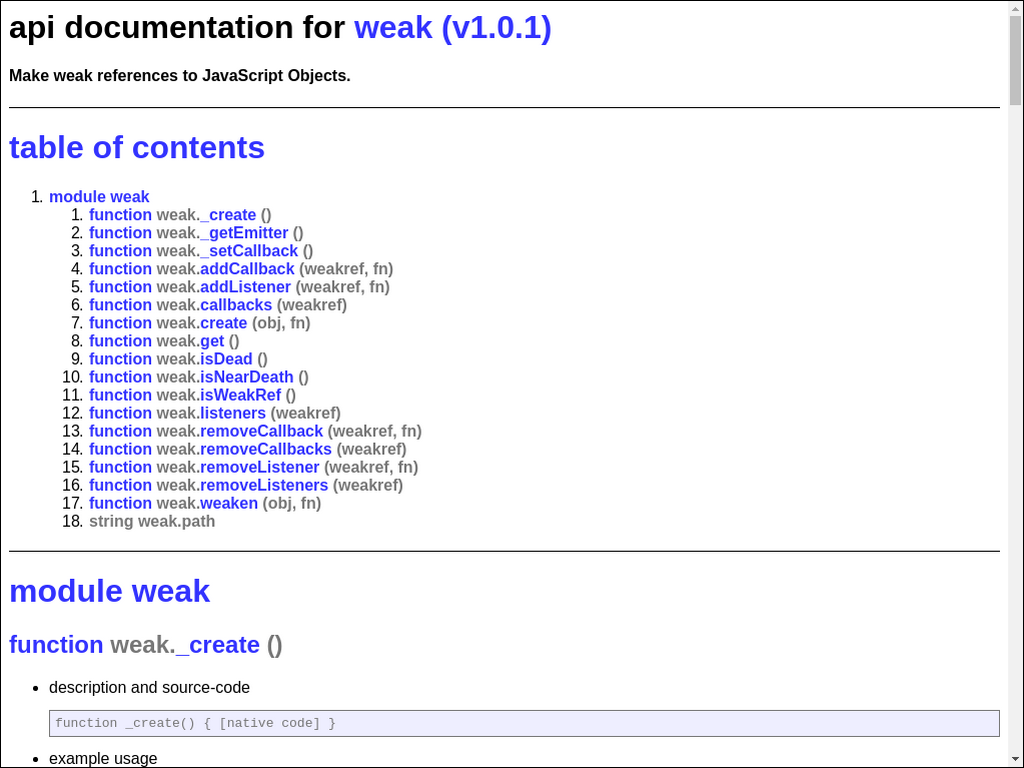 api documentation for weak (v1.0.1)
Make weak references to JavaScript Objects.
table of contents
1. module weak
1. function weak._create ()
2. function weak._getEmitter ()
3. function weak._setCallback ()
4. function weak.addCallback (weakref, fn)
5. function weak.addListener (weakref, fn)
6. function weak.callbacks (weakref)
7. function weak.create (obj, fn)
8. function weak.get ()
9. function weak.isDead ()
10. function weak.isNearDeath ()
11. function weak.isWeakRef ()
12. function weak.listeners (weakref)
13. function weak.removeCallback (weakref, fn)
14. function weak.removeCallbacks (weakref)
15. function weak.removeListener (weakref, fn)
16. function weak.removeListeners (weakref)
17. function weak.weaken (obj, fn)
18. string weak.path
module weak
function weak._create ()
• description and source-code
function _create() { [native code] }
• example usage